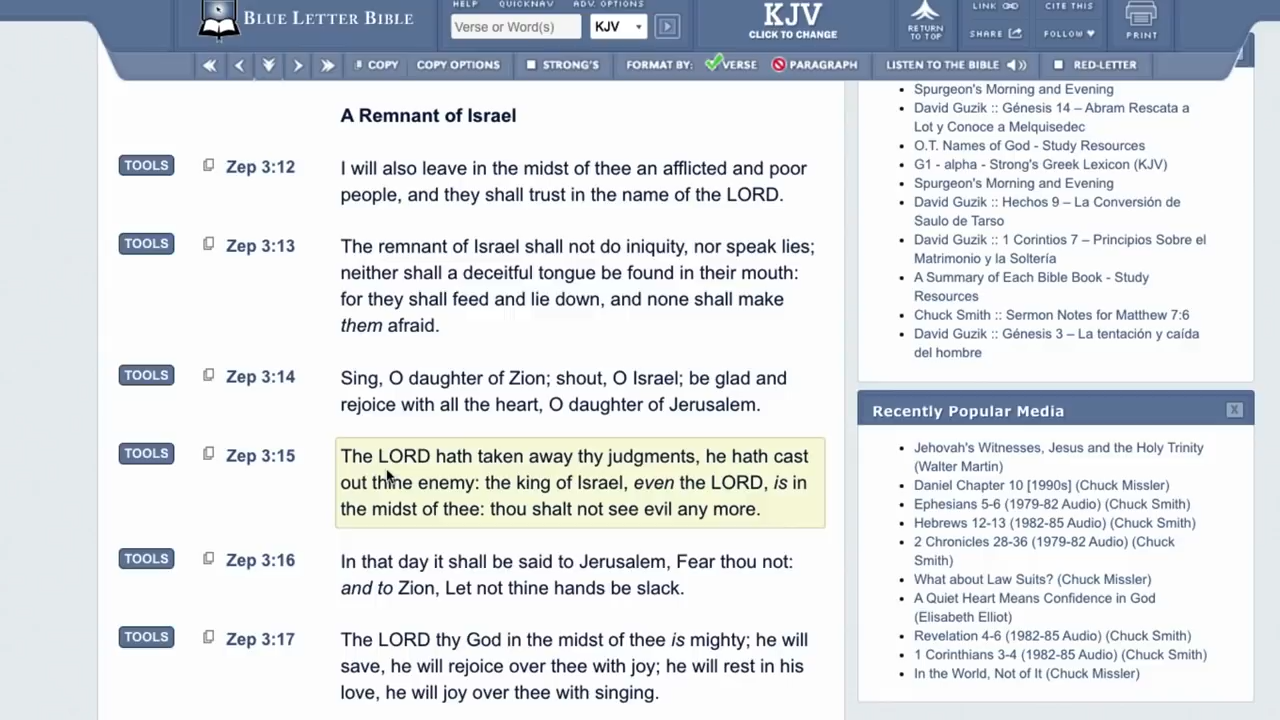 BLUE LETTER BIBLE
HELP QUICKNAV ADV. OPTIONS
Verse or Word(s)
KJV
KJV
CLICK TO CHANGE
RETURN
TO TOP
LINK
CITE THIS
SHARE
FOLLOW
PRINT
COPY
COPY OPTIONS
STRONG'S
FORMAT BY:
VERSE
PARAGRAPH
LISTEN TO THE BIBLE
RED-LETTER
A Remnant of Israel
TOOLS
Zep 3:12
I will also leave in the midst of thee an afflicted and poor
people, and they shall trust in the name of the LORD.
TOOLS
Zep 3:13
The remnant of Israel shall not do iniquity, nor speak lies;
neither shall a deceitful tongue be found in their mouth:
for they shall feed and lie down, and none shall make
them afraid.
TOOLS
Zep 3:14
Sing, O daughter of Zion; shout, O Israel; be glad and
rejoice with all the heart, O daughter of Jerusalem.
TOOLS
Zep 3:15
The LORD hath taken away thy judgments, he hath cast
out thine enemy: the king of Israel, even the LORD, is in
the midst of thee: thou shalt not see evil any more.
TOOLS
Zep 3:16
In that day it shall be said to Jerusalem, Fear thou not:
and to Zion, Let not thine hands be slack.
TOOLS
Zep 3:17
The LORD thy God in the midst of thee is mighty; he will
save, he will rejoice over thee with joy; he will rest in his
love, he will joy over thee with singing.
Spurgeon's Morning and Evening
David Guzik :: Génesis 14 – Abram Rescata a
Lot y Conoce a Melquisedec
O.T. Names of God - Study Resources
G1 - alpha - Strong's Greek Lexicon (KJV)
Spurgeon's Morning and Evening
David Guzik :: Hechos 9 – La Conversión de
Saulo de Tarso
David Guzik :: 1 Corintios 7 – Principios Sobre el
Matrimonio y la Soltería
A Summary of Each Bible Book - Study
Resources
Chuck Smith :: Sermon Notes for Matthew 7:6
David Guzik :: Génesis 3 – La tentación y caída
del hombre
Recently Popular Media
X
Jehovah's Witnesses, Jesus and the Holy Trinity
(Walter Martin)
Daniel Chapter 10 [1990s] (Chuck Missler)
Ephesians 5-6 (1979-82 Audio) (Chuck Smith)
Hebrews 12-13 (1982-85 Audio) (Chuck Smith)
2 Chronicles 28-36 (1979-82 Audio) (Chuck
Smith)
What about Law Suits? (Chuck Missler)
A Quiet Heart Means Confidence in God
(Elisabeth Elliot)
Revelation 4-6 (1982-85 Audio) (Chuck Smith)
1 Corinthians 3-4 (1982-85 Audio) (Chuck Smith)
In the World, Not of It (Chuck Missler)